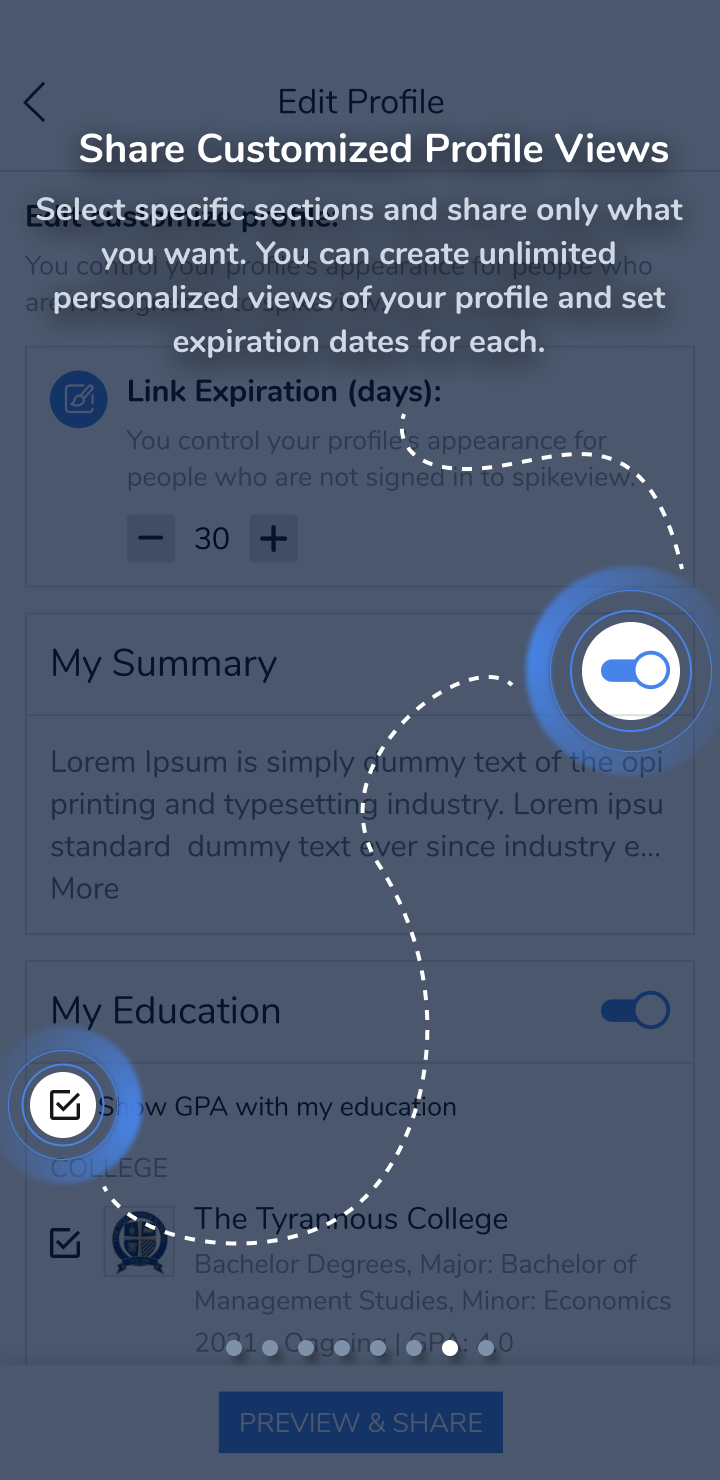 Edit Profile
Share Customized Profile Views
Edit customize profile:
Select specific sections and share only what
you want. You can create unlimited
You control your profile's appearance for people who
personalized views of your profile and set
are not signed in to spikeview.
expiration dates for each.
Link Expiration (days):
You control your profile's appearance for
people who are not signed in to spikeview.
30
My Summary
Lorem Ipsum is simply dummy text of the opi
printing and typesetting industry. Lorem ipsu
standard dummy text ever since industry e...
More
My Education
Show GPA with my education
COLLEGE
The Tyrannous College
Bachelor Degrees, Major: Bachelor of
Management Studies, Minor: Economics
2021 - Ongoing | GPA: 4.0
PREVIEW & SHARE